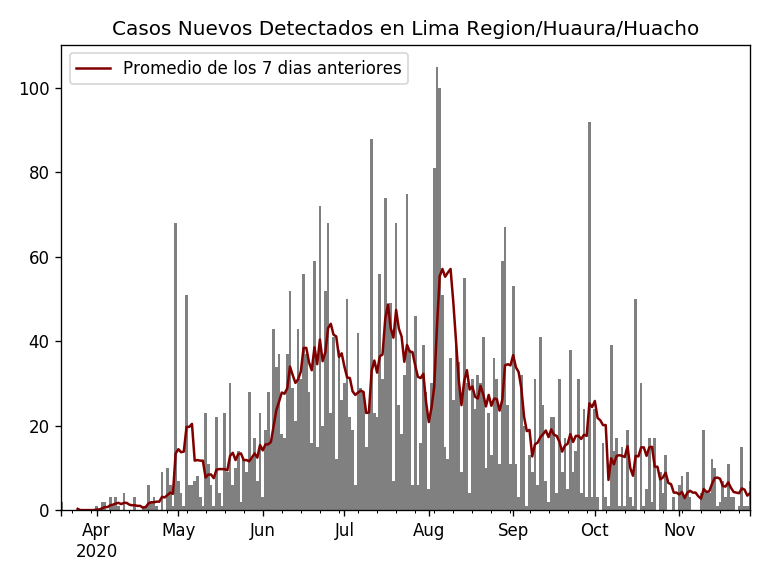 Casos Nuevos Detectados en Lima Region/Huaura/Huacho
Promedio de los 7 dias anteriores
100
80
60
40
20
0
Apr May Jun Jul Aug Sep Oct Nov
2020